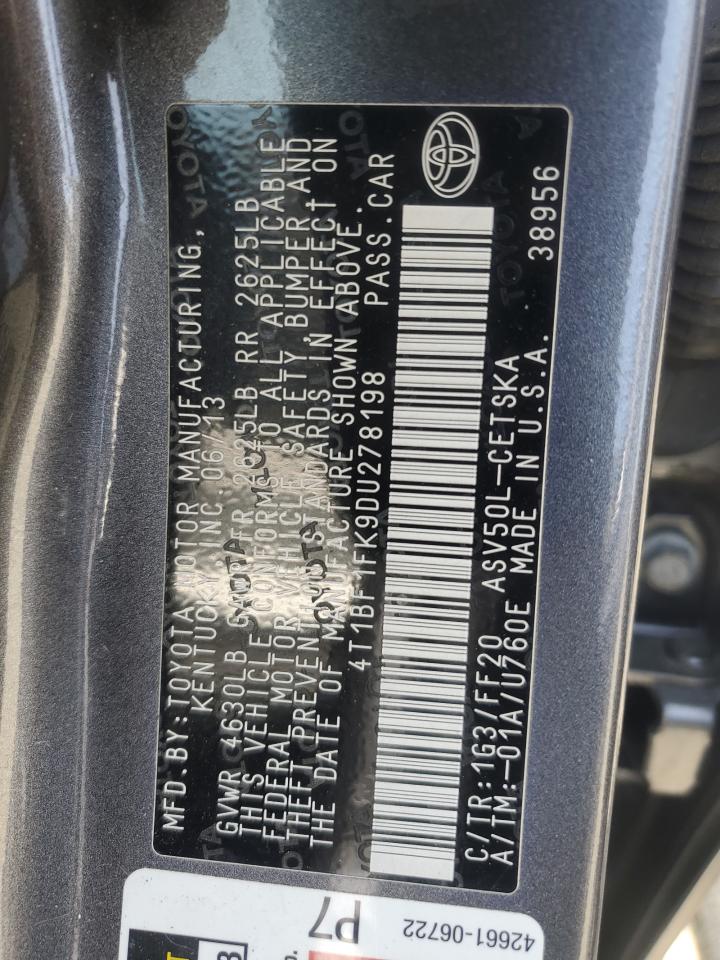 MFD.BY:TOYOTA MOTOR MANUFACTURING,
KENTUCKY, INC. 06/13
GVWR 4630LB GAWR FR 2625LB RR 2625LB
THIS VEHICLE CONFORMS TO ALL APPLICABLE
FEDERAL MOTOR VEHICLE SAFETY, BUMPER, AND
THEFT PREVENTION STANDARDS IN EFFECT ON
THE DATE OF MANUFACTURE SHOWN ABOVE.
4T1BF1FK9DU278198 PASS.CAR
C/TR:1G3/FF20 ASV50L-CETSKA
A/TM:-01A/U760E MADE IN U.S.A. 38956
P7
42661-06722